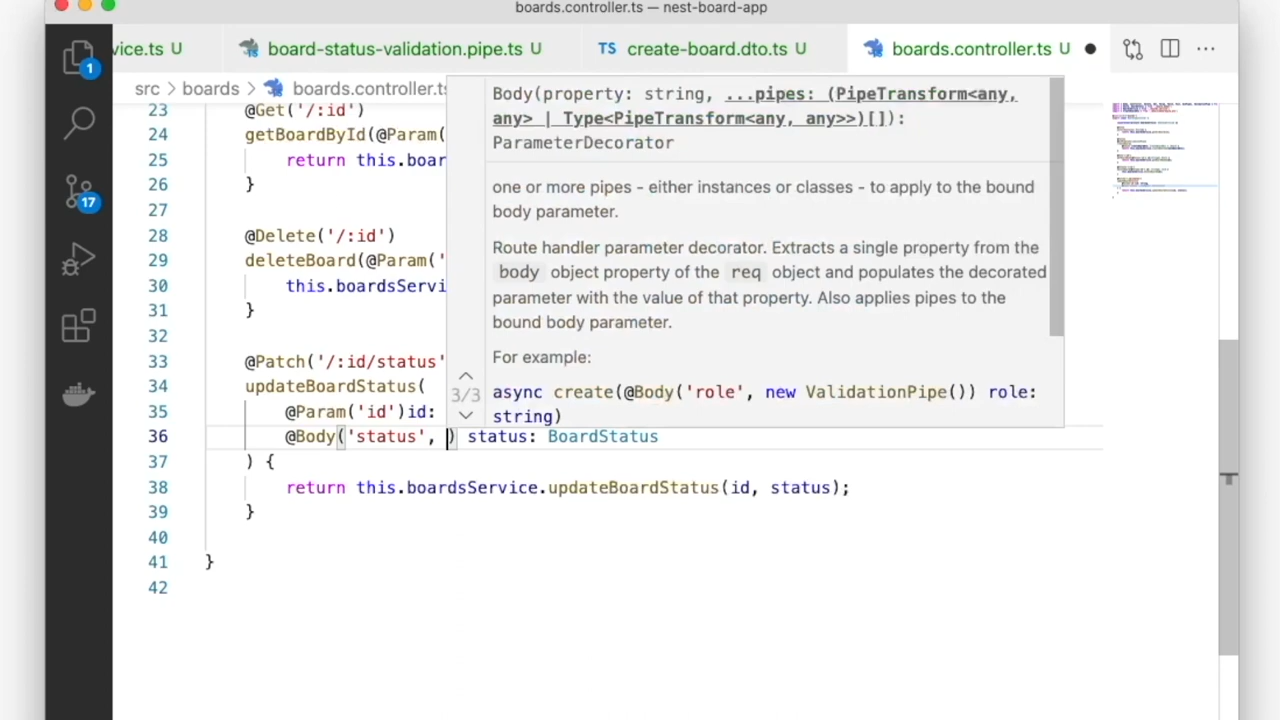 boards.controller.ts — nest-board-app
vice.ts U
board-status-validation.pipe.ts U
TS create-board.dto.ts U
boards.controller.ts U
1
src > boards > boards.controller.ts
23 @Get('/:id')
24 getBoardById(@Param(
25 return this.boar
26 }
27
28 @Delete('/:id')
29 deleteBoard(@Param('
30 this.boardsServi
31 }
32
33 @Patch('/:id/status'
34 updateBoardStatus(
35 @Param('id')id:
36 @Body('status', ) status: BoardStatus
37 ) {
38 return this.boardsService.updateBoardStatus(id, status);
39 }
40
41 }
42
17
Body(property: string, ...pipes: (PipeTransform<any,
any> | Type<PipeTransform<any, any>>)[]):
ParameterDecorator
one or more pipes - either instances or classes - to apply to the bound
body parameter.
Route handler parameter decorator. Extracts a single property from the
body object property of the req object and populates the decorated
parameter with the value of that property. Also applies pipes to the
bound body parameter.
For example:
3/3
async create(@Body('role', new ValidationPipe()) role:
string)